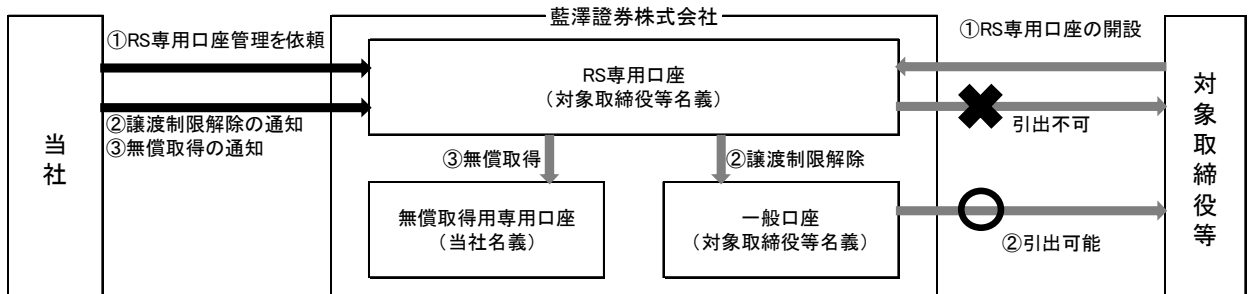 藍澤證券株式会社
①RS専用口座管理を依頼
①RS専用口座の開設
RS専用口座
（対象取締役等名義）
②譲渡制限解除の通知
③無償取得の通知
引出不可
当社
対象取締役等
③無償取得
②譲渡制限解除
無償取得用専用口座
（当社名義）
一般口座
（対象取締役等名義）
②引出可能